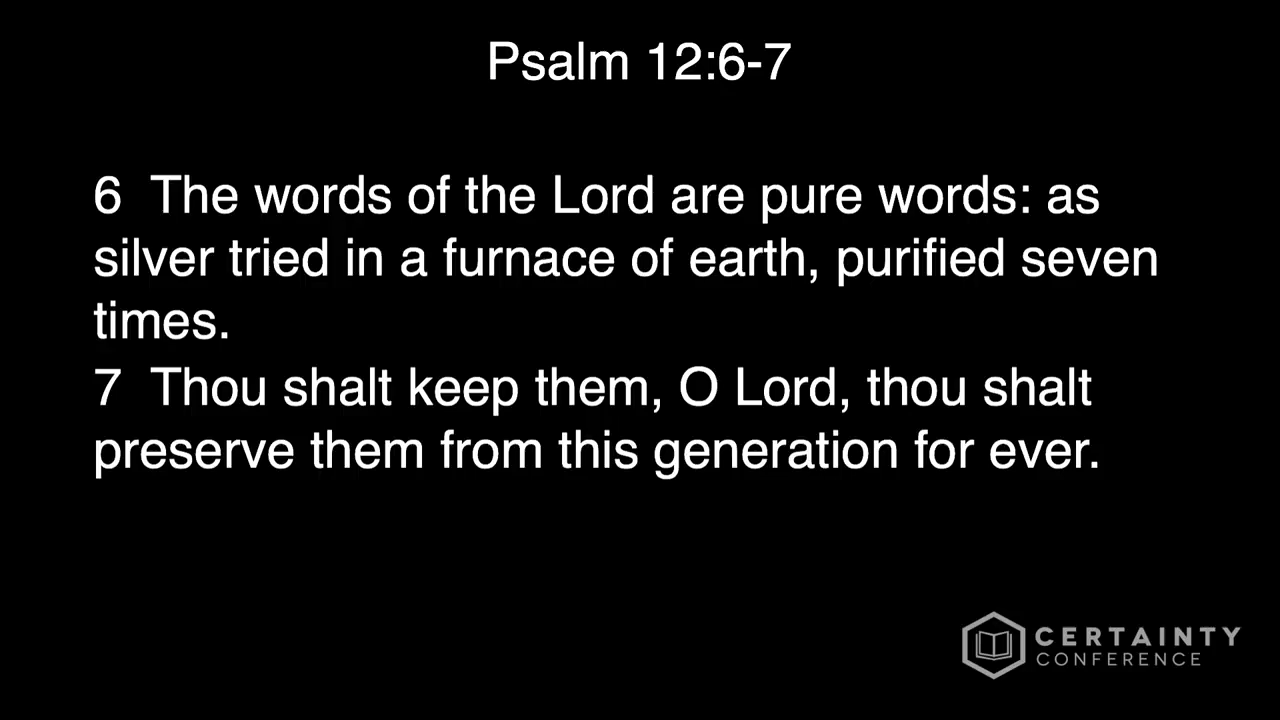 Psalm 12:6-7
6 The words of the Lord are pure words: as
silver tried in a furnace of earth, purified seven
times.
7 Thou shalt keep them, O Lord, thou shalt
preserve them from this generation for ever.
CERTAINTY
CONFERENCE